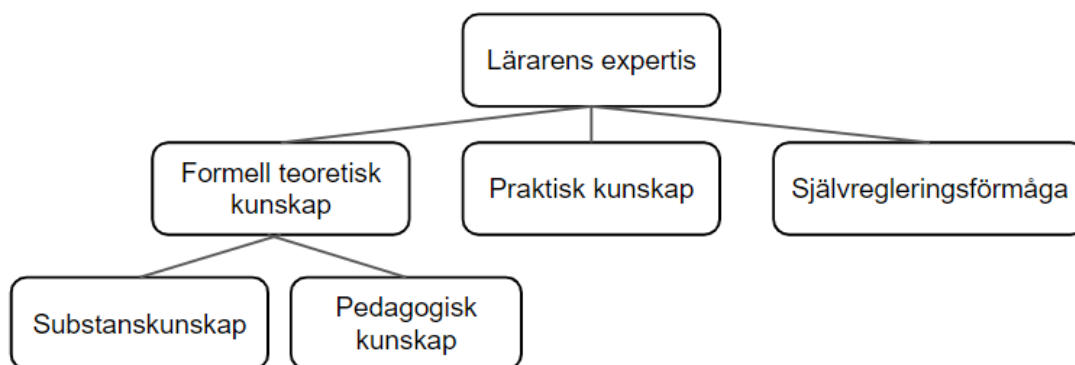 Lärarens expertis
Formell teoretisk
kunskap
Praktisk kunskap
Självregleringsförmåga
Substanskunskap
Pedagogisk
kunskap